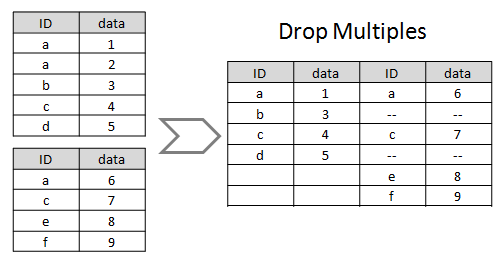 ID data
a 1
a 2
b 3
c 4
d 5
ID data
a 6
c 7
e 8
f 9
Drop Multiples
ID data ID data
a 1 a 6
b 3 -- --
c 4 c 7
d 5 -- --
e 8
f 9